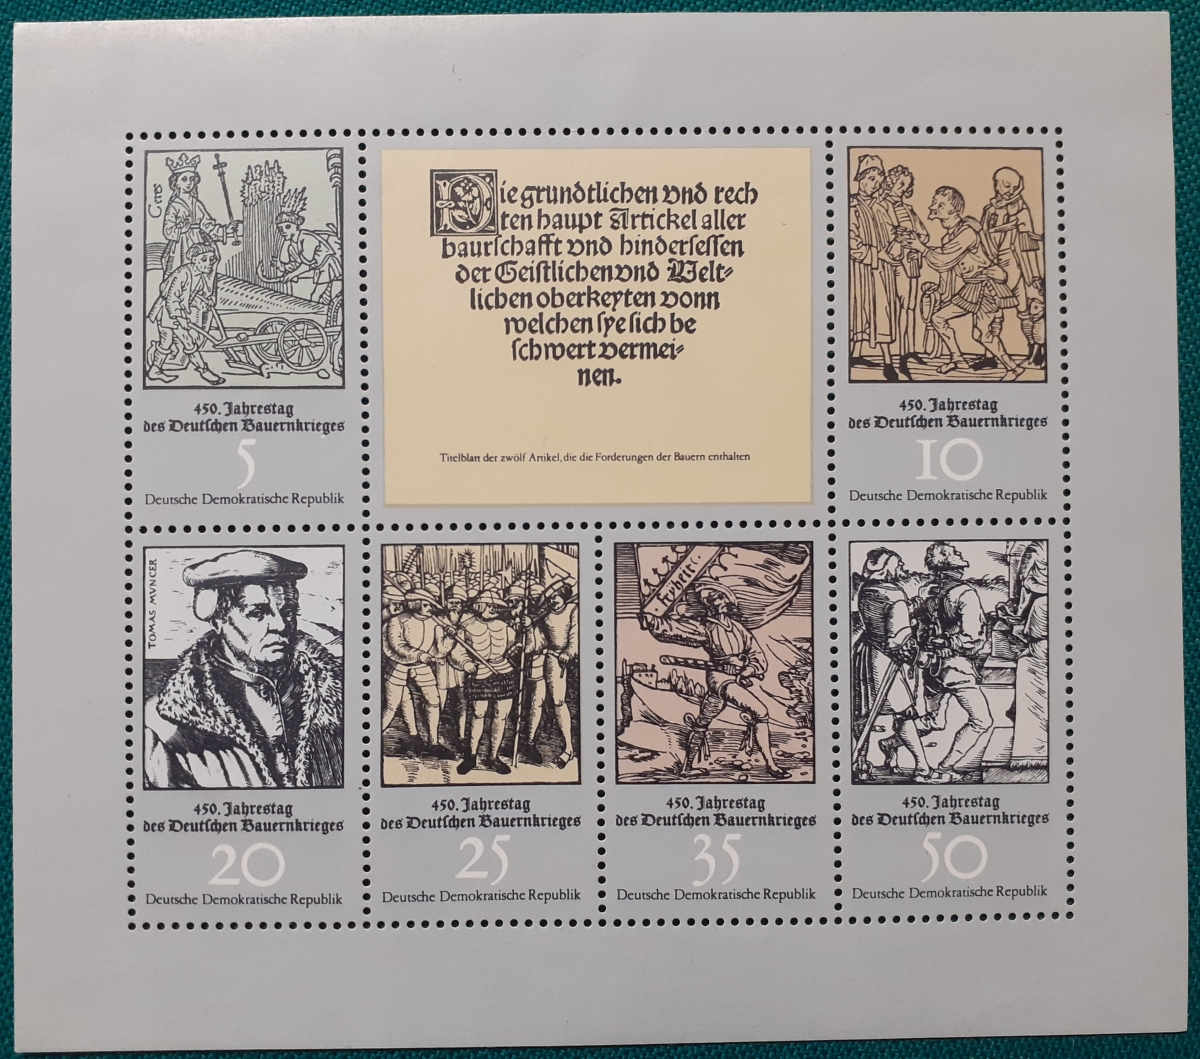 Ceres
450. Jahrestag
des Deutschen Bauernkrieges
5
Deutsche Demokratische Republik
Die grundtlichen vnd rech
ten haupt Artickel aller
baurschafft vnd hindersessen
der Geistlichen vnd Welt⸗
lichen oberkeyten vonn
welchen sye sich be
schwert vermei⸗
nen.
Titelblatt der zwölf Artikel, die die Forderungen der Bauern enthalten
450. Jahrestag
des Deutschen Bauernkrieges
10
Deutsche Demokratische Republik
TOMAS MVNCER
450. Jahrestag
des Deutschen Bauernkrieges
20
Deutsche Demokratische Republik
450. Jahrestag
des Deutschen Bauernkrieges
25
Deutsche Demokratische Republik
Fryheit
450. Jahrestag
des Deutschen Bauernkrieges
35
Deutsche Demokratische Republik
450. Jahrestag
des Deutschen Bauernkrieges
50
Deutsche Demokratische Republik